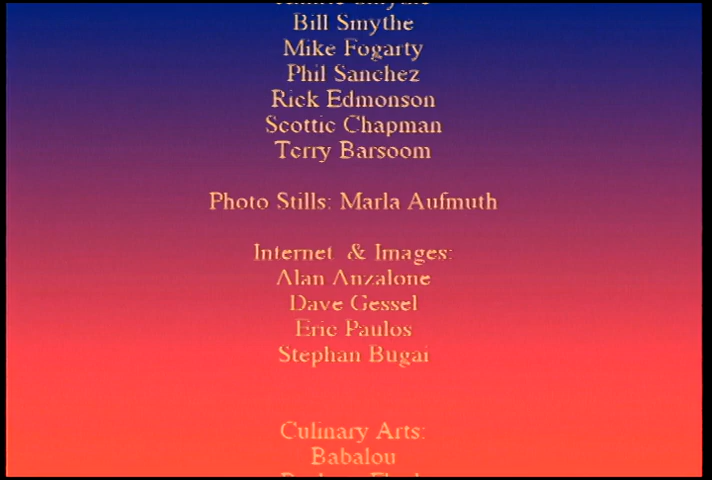 Bill Smythe
Mike Fogarty
Phil Sanchez
Rick Edmonson
Scottie Chapman
Terry Barsoom

Photo Stills: Marla Aufmuth

Internet & Images:
Alan Anzalone
Dave Gessel
Eric Paulos
Stephan Bugai

Culinary Arts:
Babalou